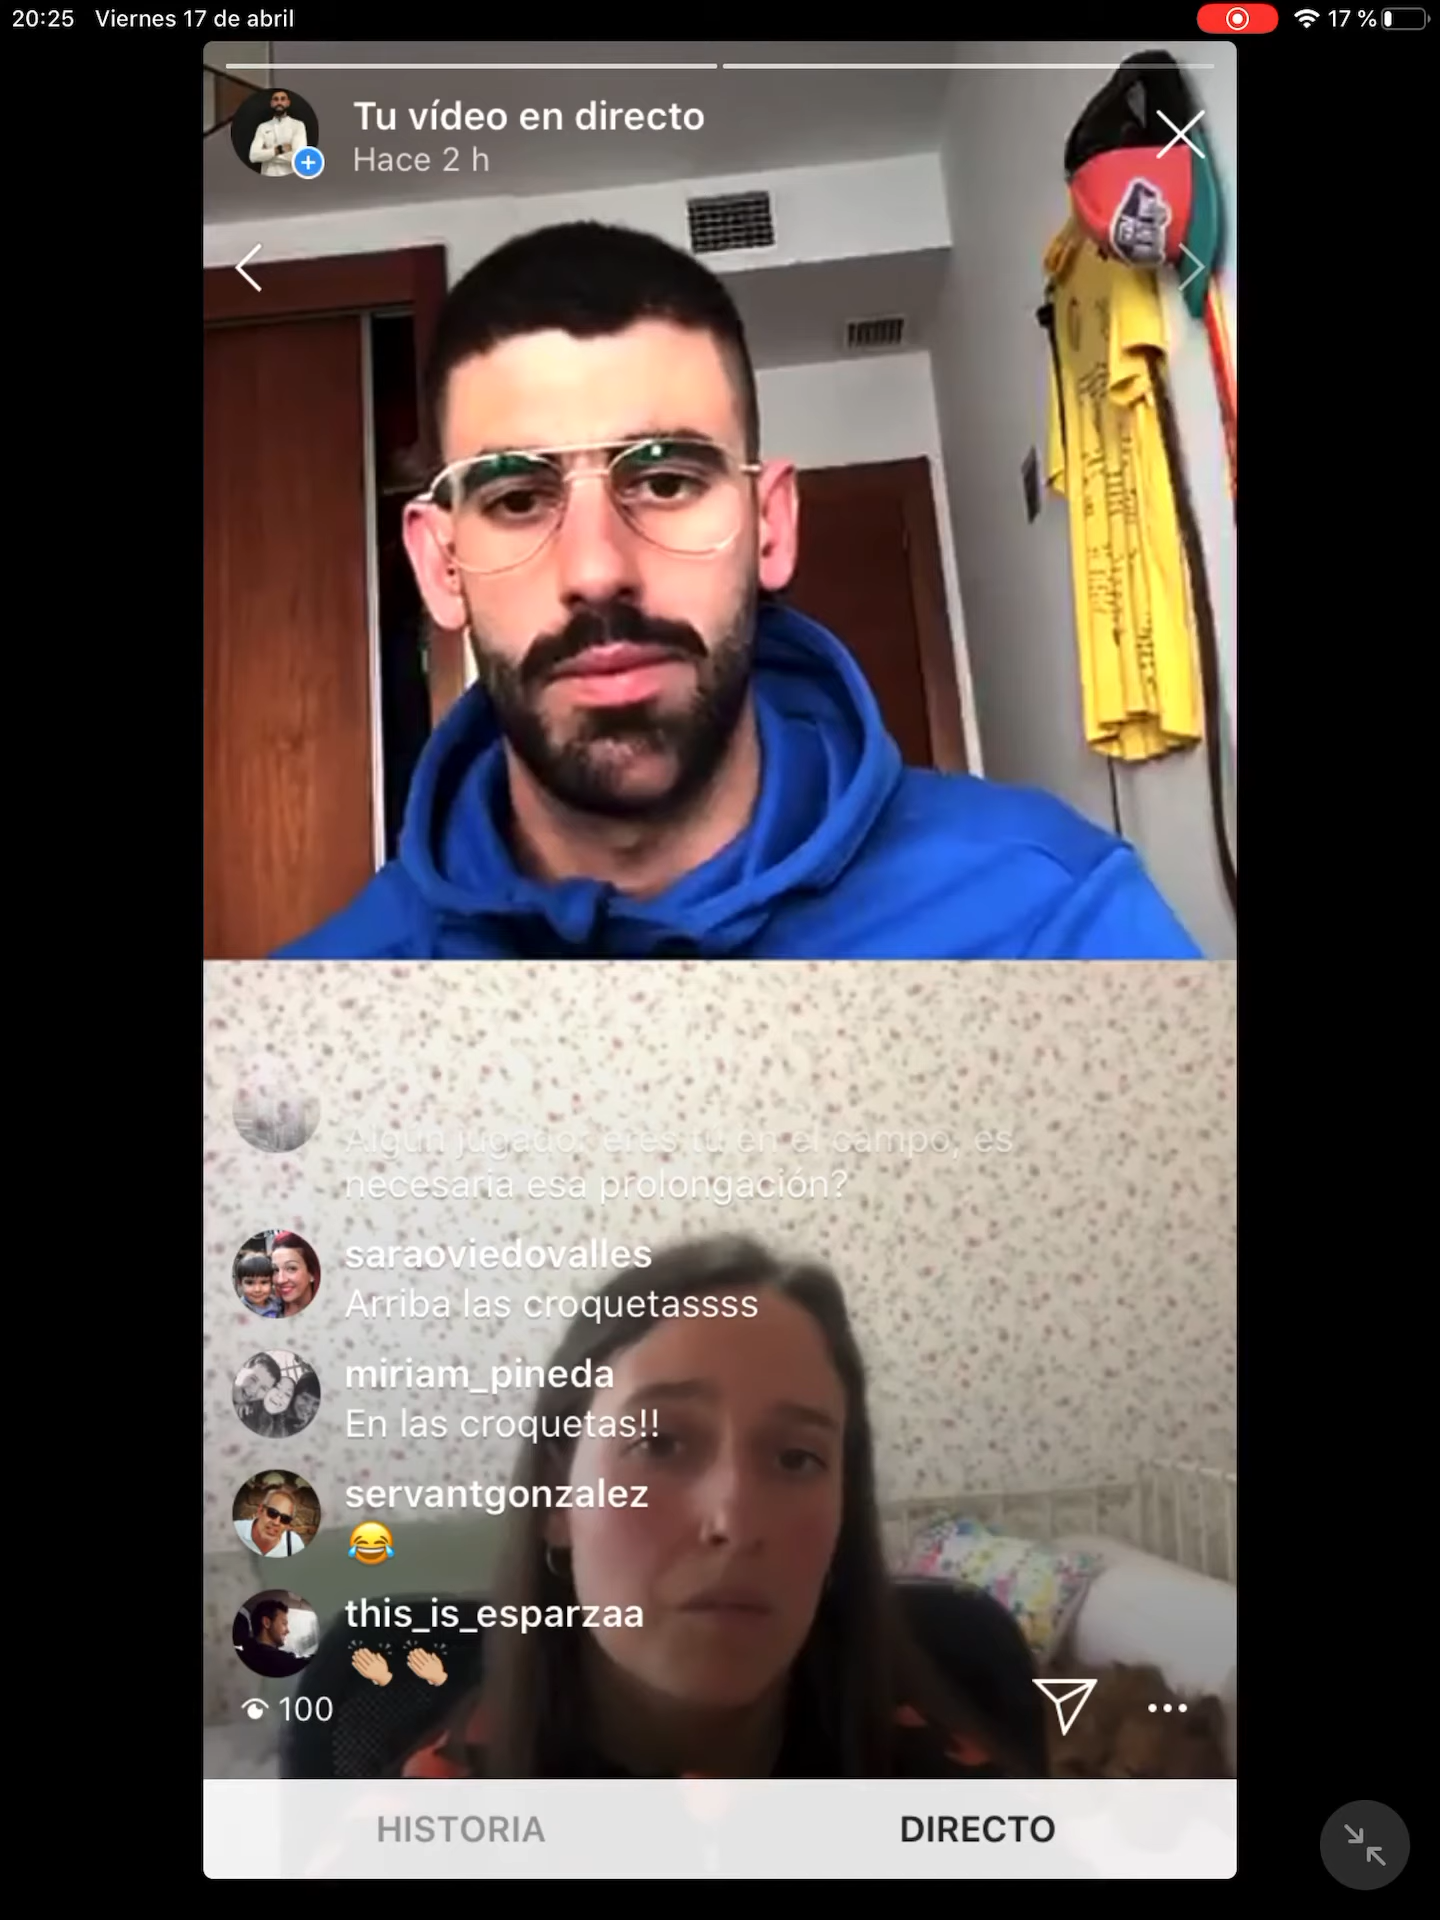 20:25 Viernes 17 de abril
17 %
Tu vídeo en directo
Hace 2 h
Algún jugador eres tú en el campo, es
necesaria esa prolongación?
saraoviedovalles
Arriba las croquetassss
miriam_pineda
En las croquetas!!
servantgonzalez
😂
this_is_esparzaa
👏🏼👏🏼
100
HISTORIA
DIRECTO